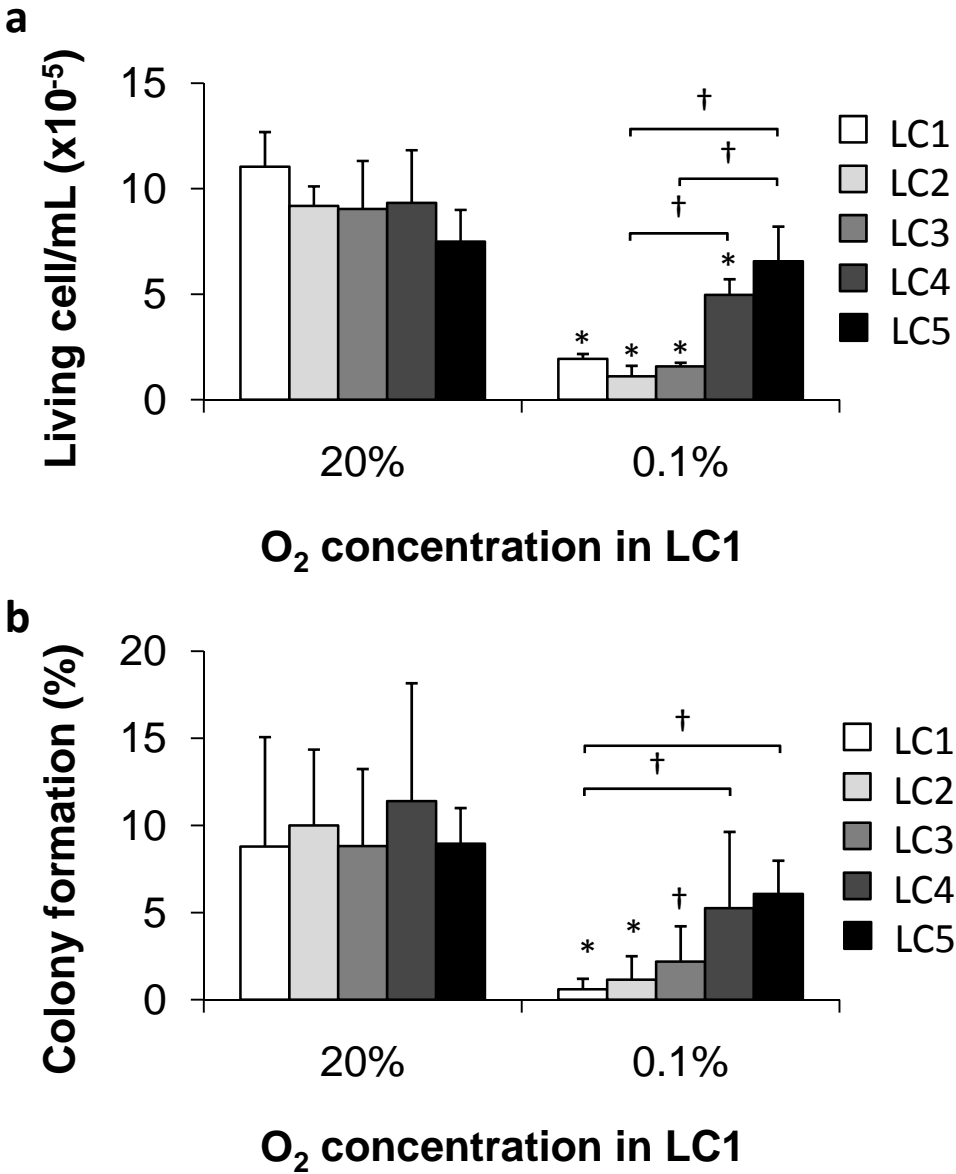 a
Living cell/mL (x10-5)
15
10
5
0
†
†
†
*
*
*
*
LC1
LC2
LC3
LC4
LC5
20%
0.1%
O2 concentration in LC1
b
Colony formation (%)
20
15
10
5
0
†
†
†
*
*
LC1
LC2
LC3
LC4
LC5
20%
0.1%
O2 concentration in LC1